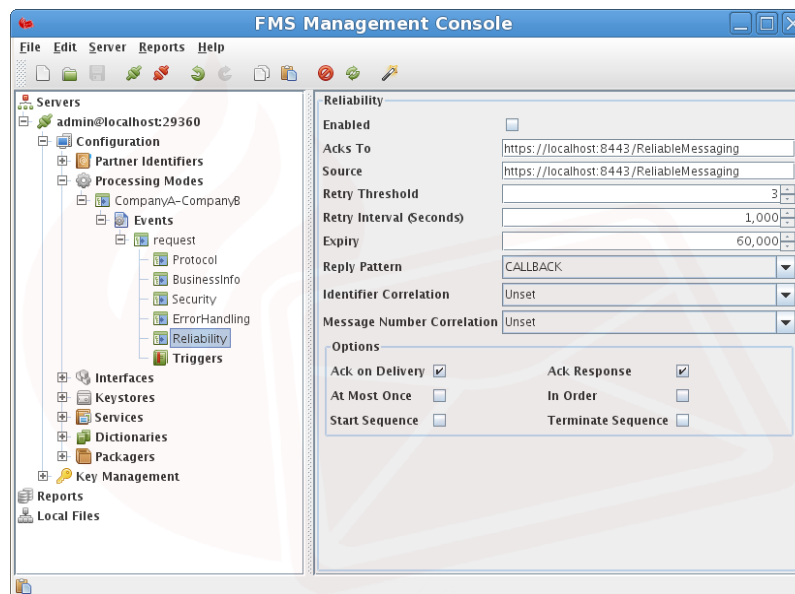 FMS Management Console
File Edit Server Reports Help
Servers
admin@localhost:29360
Configuration
Partner Identifiers
Processing Modes
CompanyA-CompanyB
Events
request
Protocol
BusinessInfo
Security
ErrorHandling
Reliability
Triggers
Interfaces
Keystores
Services
Dictionaries
Packagers
Key Management
Reports
Local Files
Reliability
Enabled
Acks To https://localhost:8443/ReliableMessaging
Source https://localhost:8443/ReliableMessaging
Retry Threshold 3
Retry Interval (Seconds) 1,000
Expiry 60,000
Reply Pattern CALLBACK
Identifier Correlation Unset
Message Number Correlation Unset
Options
Ack on Delivery Ack Response
At Most Once In Order
Start Sequence Terminate Sequence